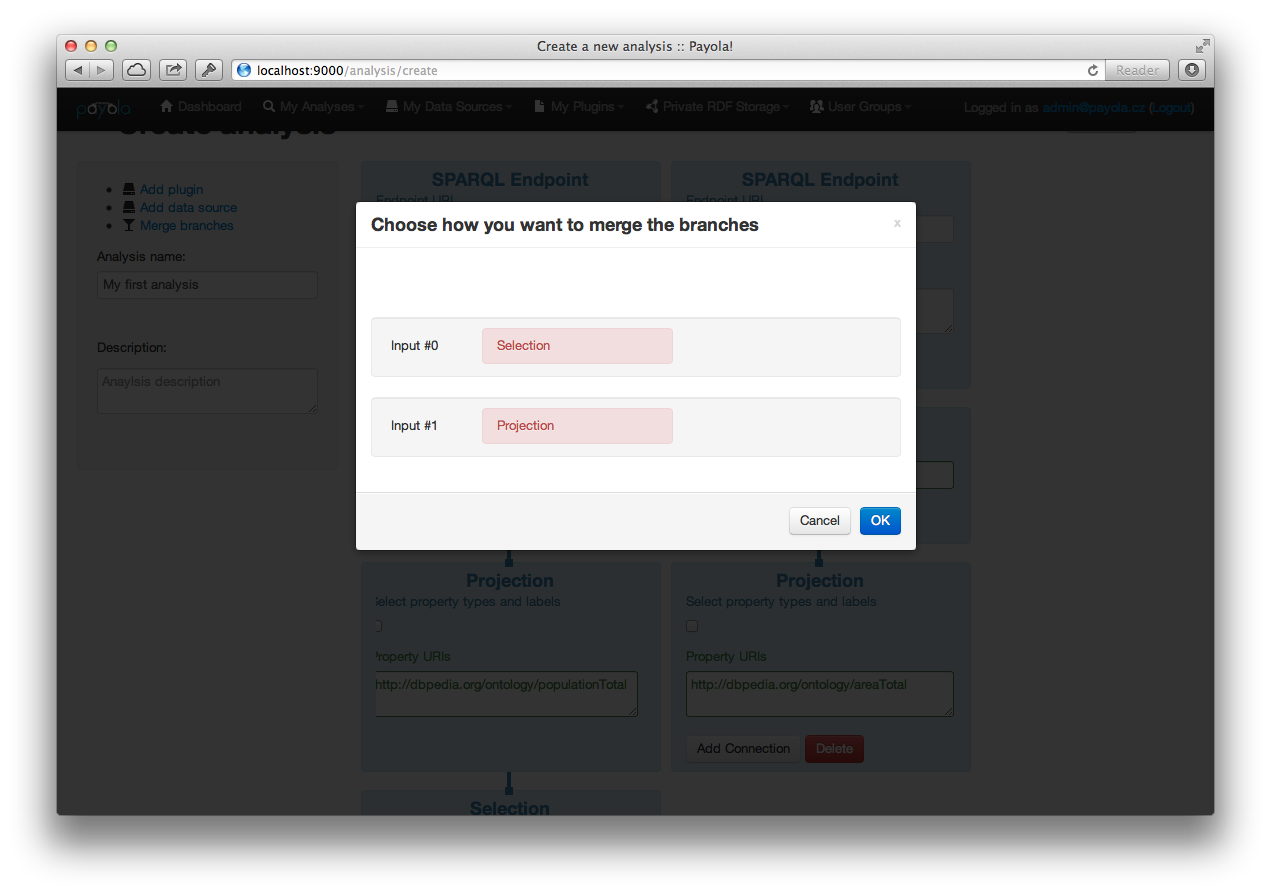 Create a new analysis :: Payola!
localhost:9000/analysis/create
Reader
payola
Dashboard
My Analyses
My Data Sources
My Plugins
Private RDF Storage
User Groups
Logged in as admin@payola.cz (Logout)
Create analysis
Add plugin
Add data source
Merge branches
Analysis name:
My first analysis
Description:
Anaylsis description
SPARQL Endpoint
Endpoint URL
SPARQL Endpoint
Endpoint URL
Choose how you want to merge the branches
x
Input #0
Selection
Input #1
Projection
Cancel
OK
Projection
Select property types and labels
Property URIs
http://dbpedia.org/ontology/populationTotal
Projection
Select property types and labels
Property URIs
http://dbpedia.org/ontology/areaTotal
Add Connection
Delete
Selection